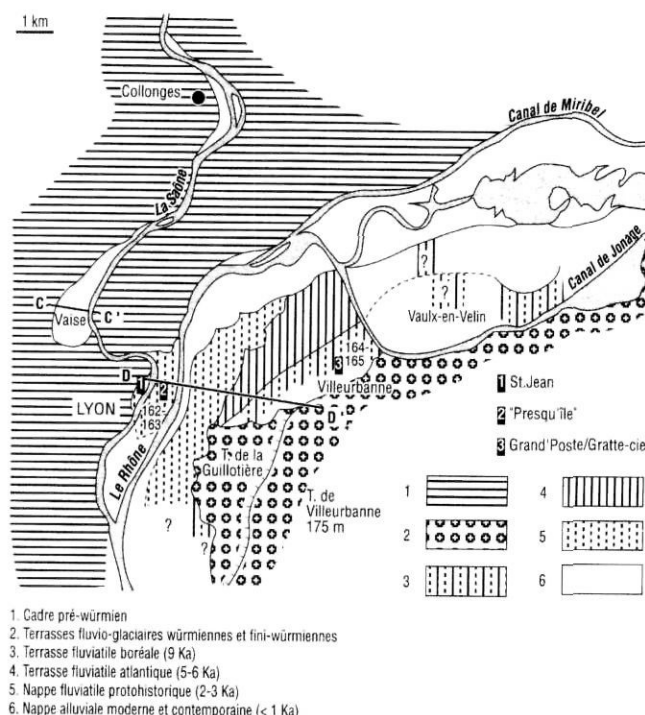 1 km
Collonges
Canal de Miribel
La Saône
Canal de Jonage
?
?
Vaulx-en-Velin
C
C'
Vaise
164
165
3
Villeurbanne
D
1
2
D'
LYON
162-
163
Le Rhône
T. de la
Guillotière
T. de
Villeurbanne
175 m
?
?
1 St.Jean
2 "Presqu'île"
3 Grand'Poste/Gratte-cie
1
4
2
5
3
6
1. Cadre pré-würmien
2. Terrasses fluvio-glaciaires würmiennes et fini-würmiennes
3. Terrasse fluviatile boréale (9 Ka)
4. Terrasse fluviatile atlantique (5-6 Ka)
5. Nappe fluviatile protohistorique (2-3 Ka)
6. Nappe alluviale moderne et contemporaine (< 1 Ka)